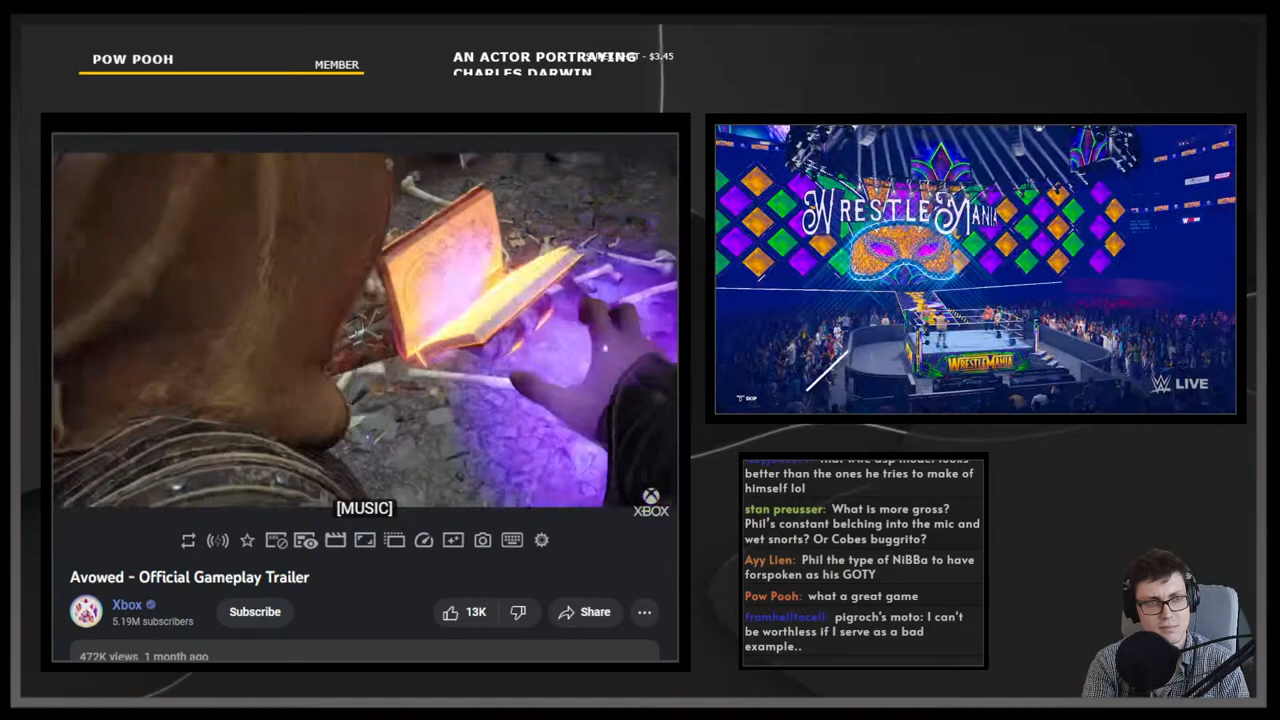 POW POOH
MEMBER
AN ACTOR PORTRAYING
- $3.45
CHARLES DARWIN
WRESTLEMANIA
WRESTLEMANIA
SKIP
LIVE
[MUSIC]
XBOX
Avowed - Official Gameplay Trailer
Xbox
5.19M subscribers
Subscribe
13K
Share
472K views 1 month ago
better than the ones he tries to make of
himself lol
stan preusser: What is more gross?
Phil's constant belching into the mic and
wet snorts? Or Cobes buggrito?
Ayy Llen: Phil the type of NiBBa to have
forspoken as his GOTY
Pow Pooh: what a great game
fromhelltocell: pigroch's moto: I can't
be worthless if I serve as a bad
example..